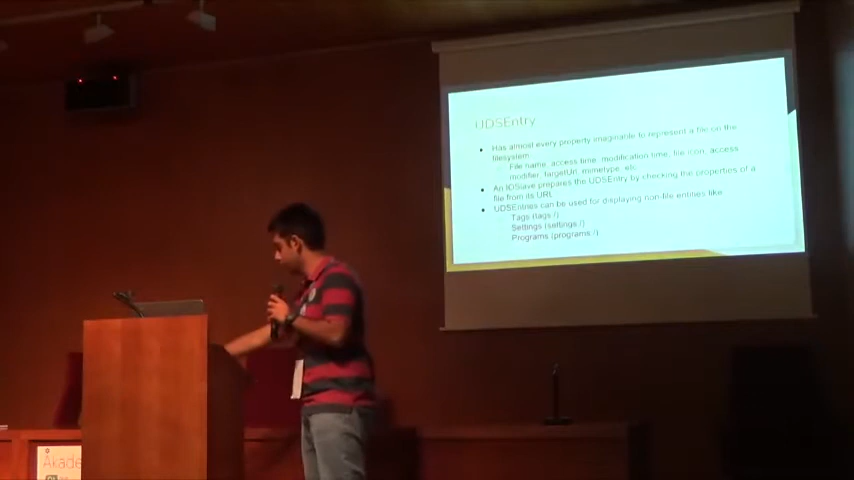 UDSEntry
Has almost every property imaginable to represent a file on the
filesystem
File name, access time, modification time, file icon, access
modifier, targetUrl, mimetype, etc.
An IOSlave prepares the UDSEntry by checking the properties of a
file from its URL
UDSEntries can be used for displaying non-file entities like
Tags (tags:/)
Settings (settings:/)
Programs (programs:/)